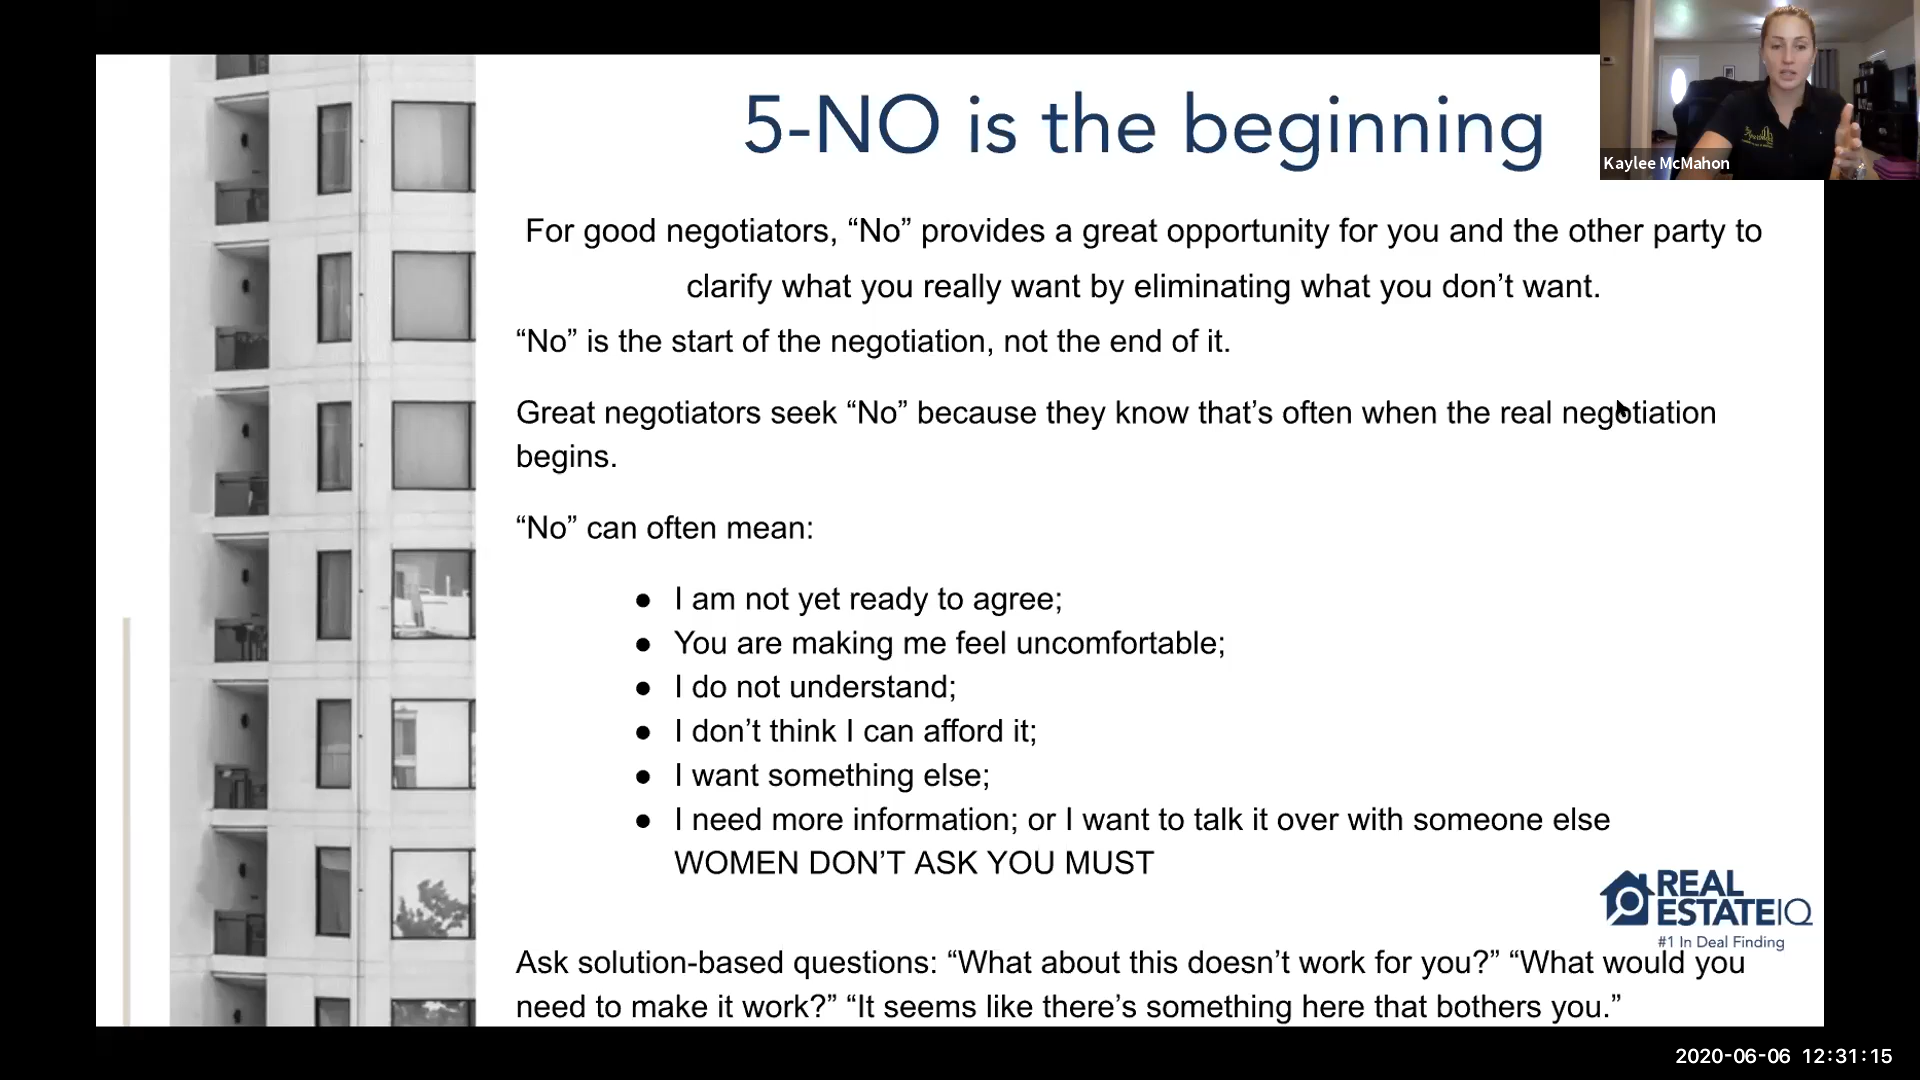 5-NO is the beginning
Kaylee McMahon
For good negotiators, “No” provides a great opportunity for you and the other party to
clarify what you really want by eliminating what you don’t want.
“No” is the start of the negotiation, not the end of it.
Great negotiators seek “No” because they know that’s often when the real negotiation
begins.
“No” can often mean:
● I am not yet ready to agree;
● You are making me feel uncomfortable;
● I do not understand;
● I don’t think I can afford it;
● I want something else;
● I need more information; or I want to talk it over with someone else
WOMEN DON’T ASK YOU MUST
REAL
ESTATEIQ
#1 In Deal Finding
Ask solution-based questions: “What about this doesn’t work for you?” “What would you
need to make it work?” “It seems like there’s something here that bothers you.”
2020-06-06 12:31:15